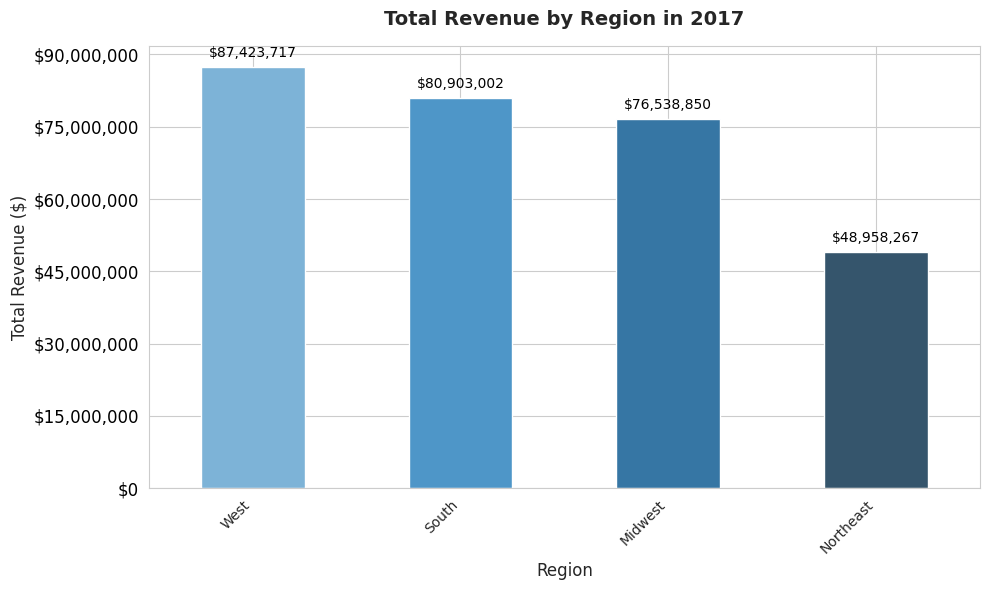 Total Revenue by Region in 2017
Total Revenue ($)
$90,000,000
$75,000,000
$60,000,000
$45,000,000
$30,000,000
$15,000,000
$0
$87,423,717
$80,903,002
$76,538,850
$48,958,267
West
South
Midwest
Northeast
Region